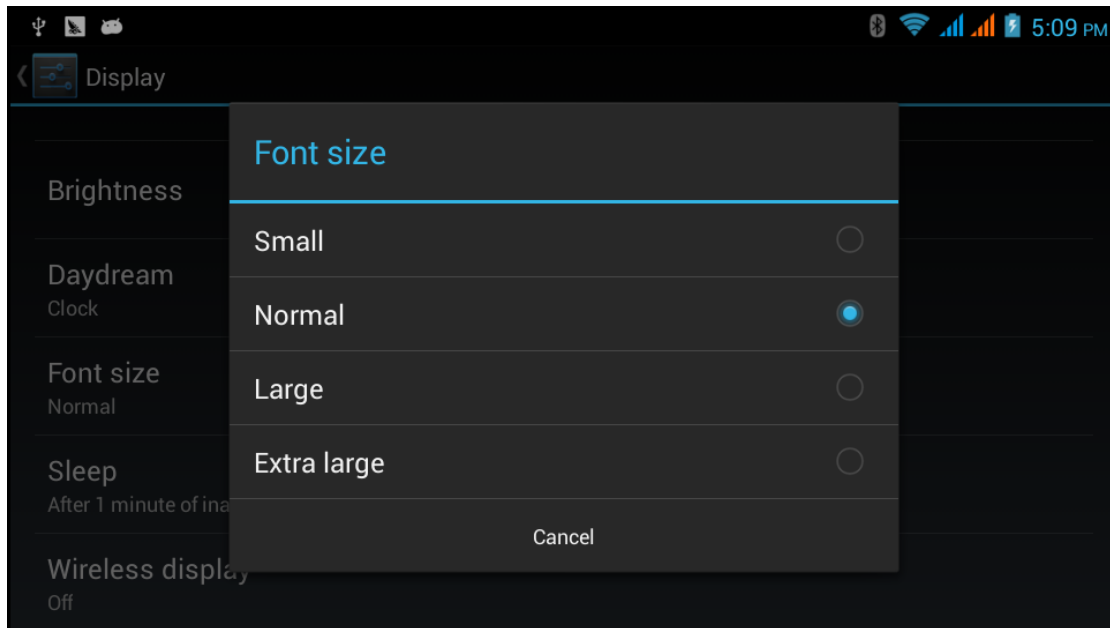 5:09 PM
Display
Font size
Brightness
Small
Daydream
Clock
Normal
Font size
Normal
Large
Sleep
After 1 minute of ina
Extra large
Cancel
Wireless display
Off